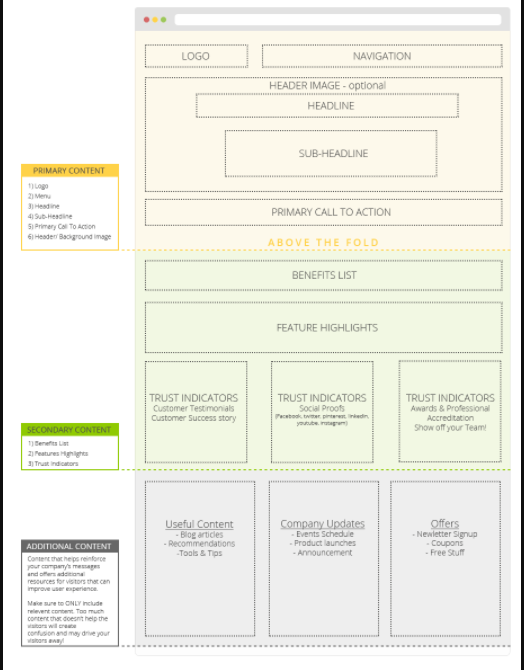 LOGO
NAVIGATION
HEADER IMAGE - optional
HEADLINE
SUB-HEADLINE
PRIMARY CALL TO ACTION
ABOVE THE FOLD
PRIMARY CONTENT
1) Logo
2) Menu
3) Headline
4) Sub-Headline
5) Primary Call To Action
6) Header/ Background Image
BENEFITS LIST
FEATURE HIGHLIGHTS
TRUST INDICATORS
Customer Testimonials
Customer Success story
TRUST INDICATORS
Social Proofs
(Facebook, twitter, pinterest, linkedin,
youtube, instagram)
TRUST INDICATORS
Awards & Professional
Accreditation
Show off your Team!
SECONDARY CONTENT
1) Benefits List
2) Features Highlights
3) Trust Indicators
Useful Content
- Blog articles
- Recommendations
-Tools & Tips
Company Updates
- Events Schedule
- Product launches
- Announcement
Offers
- Newletter Signup
- Coupons
- Free Stuff
ADDITIONAL CONTENT
Content that helps reinforce
your company's messages
and offers additional
resources for visitors that can
improve user experience.
Make sure to ONLY include
relevent content. Too much
content that doesn't help the
visitors will create
confusion and may drive your
visitors away!